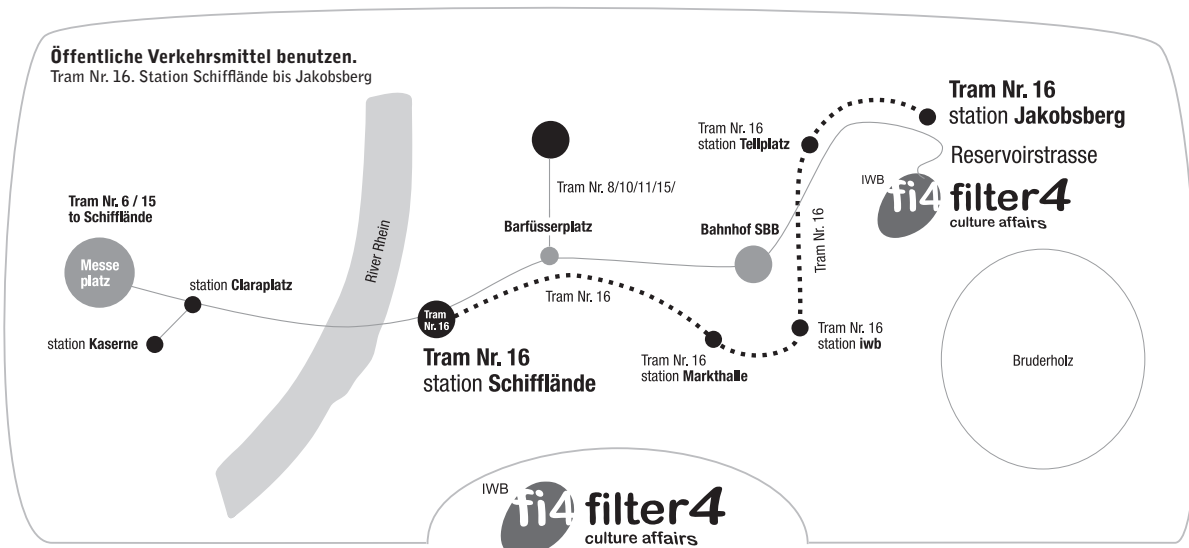 Öffentliche Verkehrsmittel benutzen.
Tram Nr. 16. Station Schifflände bis Jakobsberg
Tram Nr. 6 / 15
to Schifflände
Messe
platz
station Claraplatz
station Kaserne
River Rhein
Tram Nr. 8/10/11/15/
Barfüsserplatz
Tram
Nr. 16
Tram Nr. 16
station Schifflände
Tram Nr. 16
Tram Nr. 16
station Markthalle
Bahnhof SBB
Tram Nr. 16
station Tellplatz
Tram Nr. 16
Tram Nr. 16
station iwb
Tram Nr. 16
station Jakobsberg
Reservoirstrasse
IWB
fi4 filter4
culture affairs
Bruderholz
IWB
fi4 filter4
culture affairs